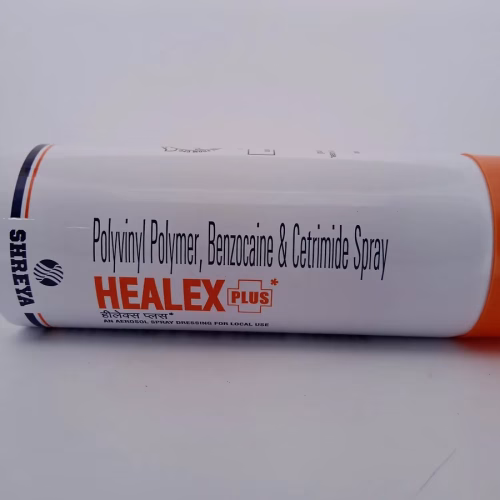 Polyvinyl Polymer, Benzocaine & Cetrimide Spray
HEALEX PLUS*
हीलेक्स प्लस*
AN AEROSOL SPRAY DRESSING FOR LOCAL USE
SHREYA